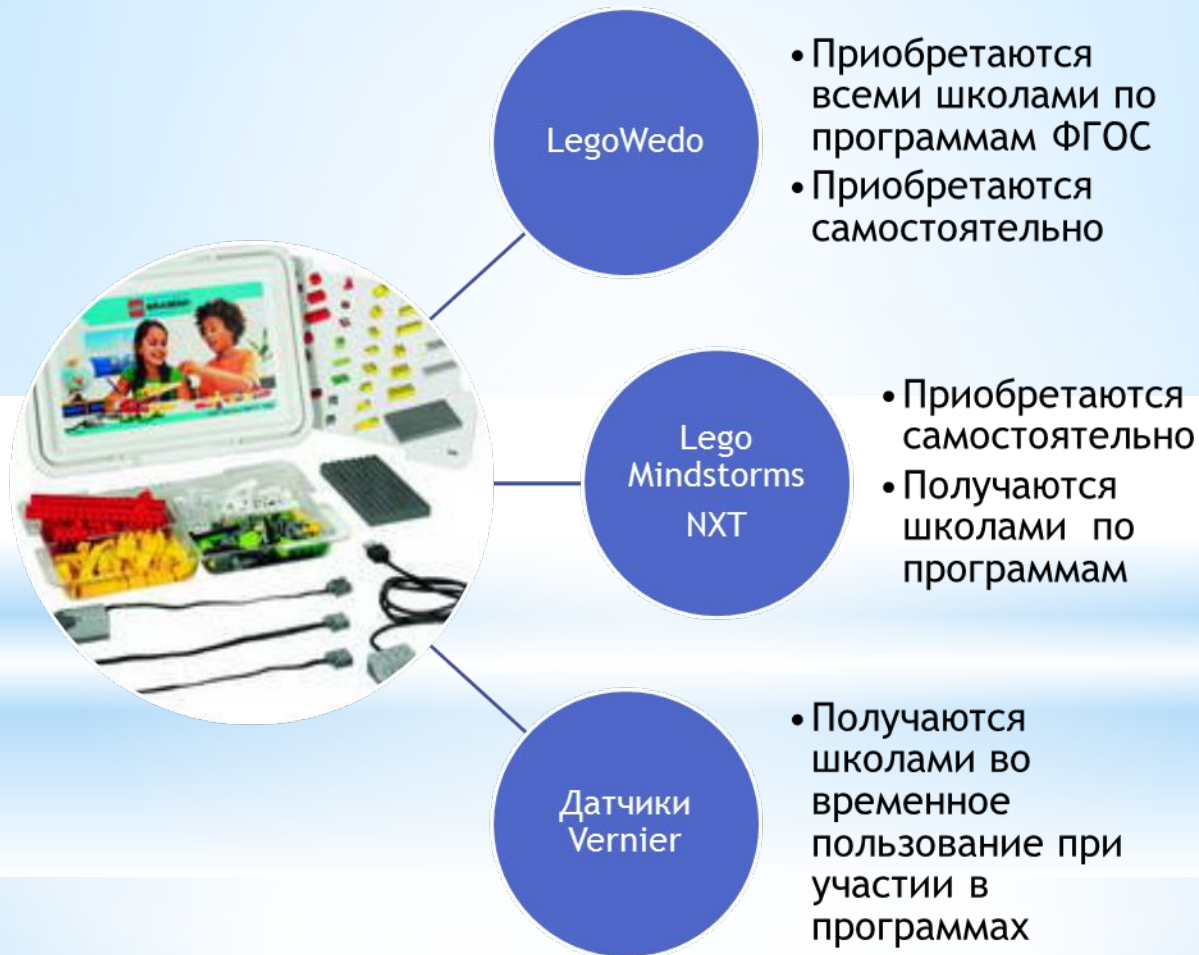 LegoWedo
• Приобретаются
всеми школами по
программам ФГОС
• Приобретаются
самостоятельно
Lego
Mindstorms
NXT
• Приобретаются
самостоятельно
• Получаются
школами по
программам
Датчики
Vernier
• Получаются
школами во
временное
пользование при
участии в
программах